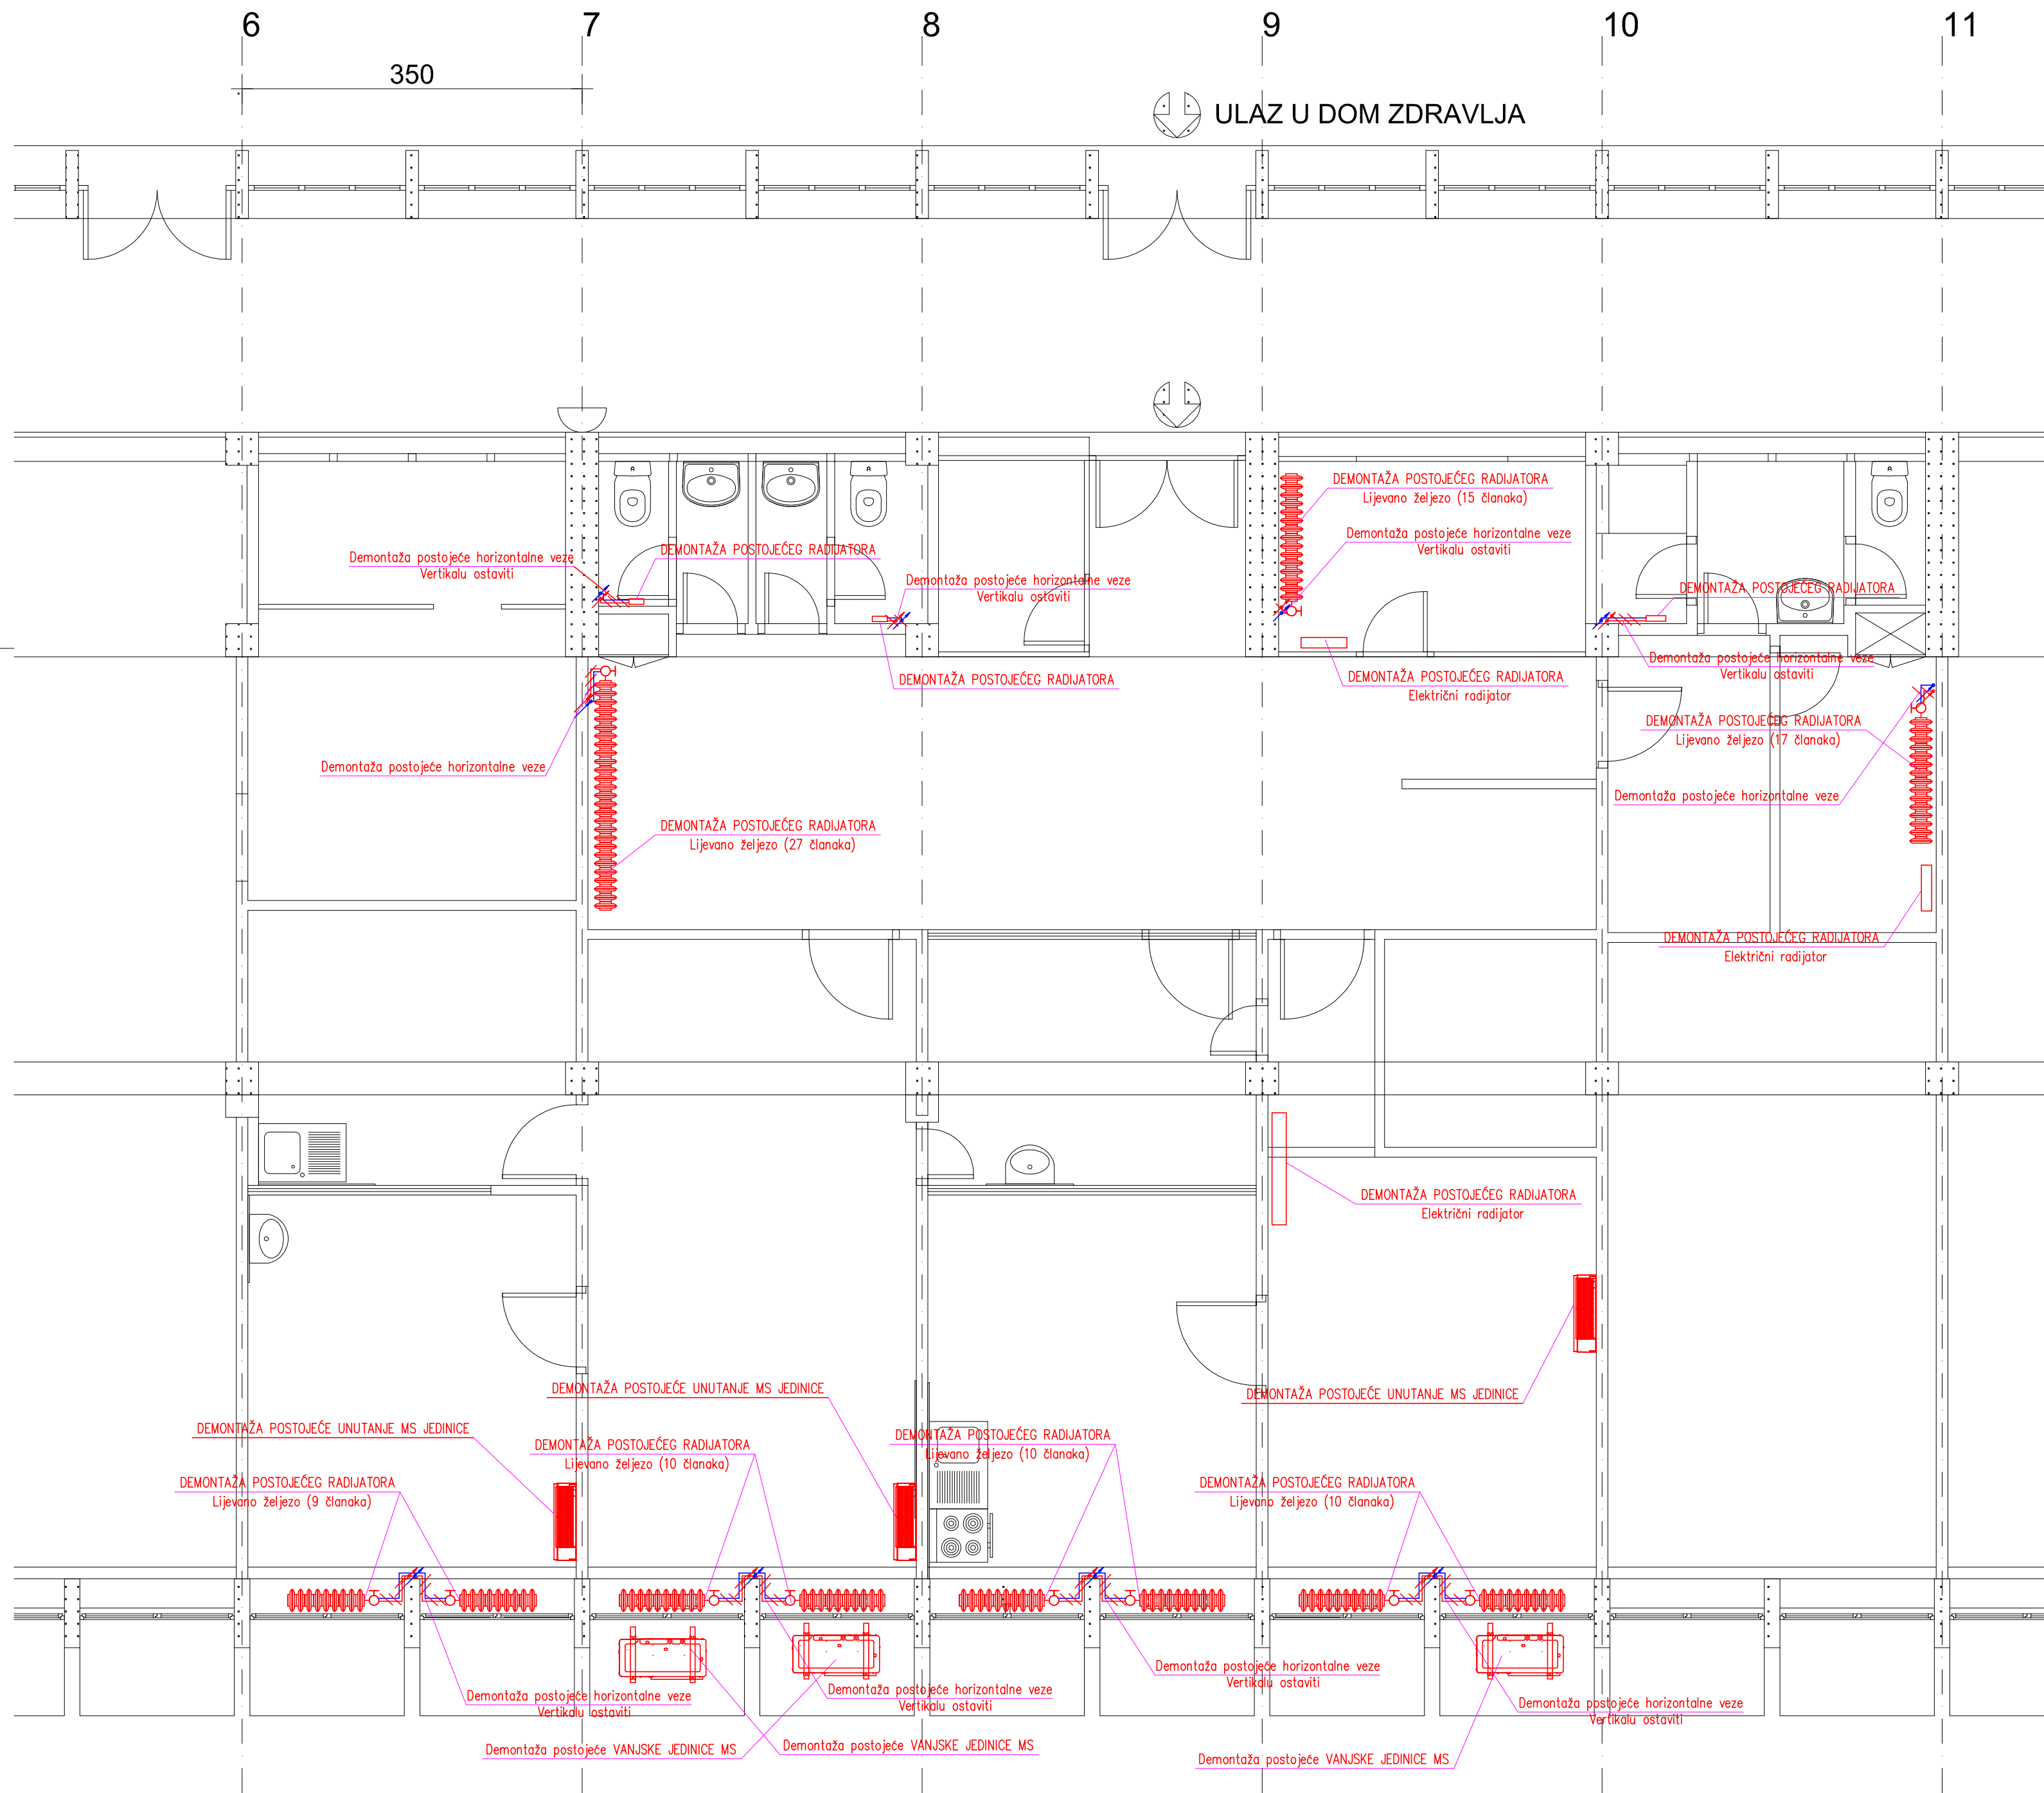 6
7
8
9
10
11
350
ULAZ U DOM ZDRAVLJA
DEMONTAŽA POSTOJEĆEG RADIJATORA
Lijevano željezo (15 članaka)
Demontaža postojeće horizontalne veze
Vertikalu ostaviti
Demontaža postojeće horizontalne veze
Vertikalu ostaviti
DEMONTAŽA POSTOJEĆEG RADIJATORA
Demontaža postojeće horizontalne veze
Vertikalu ostaviti
DEMONTAŽA POSTOJEĆEG RADIJATORA
Demontaža postojeće horizontalne veze
Vertikalu ostaviti
DEMONTAŽA POSTOJEĆEG RADIJATORA
DEMONTAŽA POSTOJEĆEG RADIJATORA
Električni radijator
DEMONTAŽA POSTOJEĆEG RADIJATORA
Lijevano željezo (17 članaka)
Demontaža postojeće horizontalne veze
Demontaža postojeće horizontalne veze
DEMONTAŽA POSTOJEĆEG RADIJATORA
Lijevano željezo (27 članaka)
DEMONTAŽA POSTOJEĆEG RADIJATORA
Električni radijator
DEMONTAŽA POSTOJEĆEG RADIJATORA
Električni radijator
DEMONTAŽA POSTOJEĆE UNUTANJE MS JEDINICE
DEMONTAŽA POSTOJEĆE UNUTANJE MS JEDINICE
DEMONTAŽA POSTOJEĆE UNUTANJE MS JEDINICE
DEMONTAŽA POSTOJEĆEG RADIJATORA
Lijevano željezo (10 članaka)
DEMONTAŽA POSTOJEĆEG RADIJATORA
Lijevano željezo (10 članaka)
DEMONTAŽA POSTOJEĆEG RADIJATORA
Lijevano željezo (9 članaka)
DEMONTAŽA POSTOJEĆEG RADIJATORA
Lijevano željezo (10 članaka)
Demontaža postojeće horizontalne veze
Vertikalu ostaviti
Demontaža postojeće horizontalne veze
Vertikalu ostaviti
Demontaža postojeće horizontalne veze
Vertikalu ostaviti
Demontaža postojeće horizontalne veze
Vertikalu ostaviti
Demontaža postojeće VANJSKE JEDINICE MS
Demontaža postojeće VANJSKE JEDINICE MS
Demontaža postojeće VANJSKE JEDINICE MS